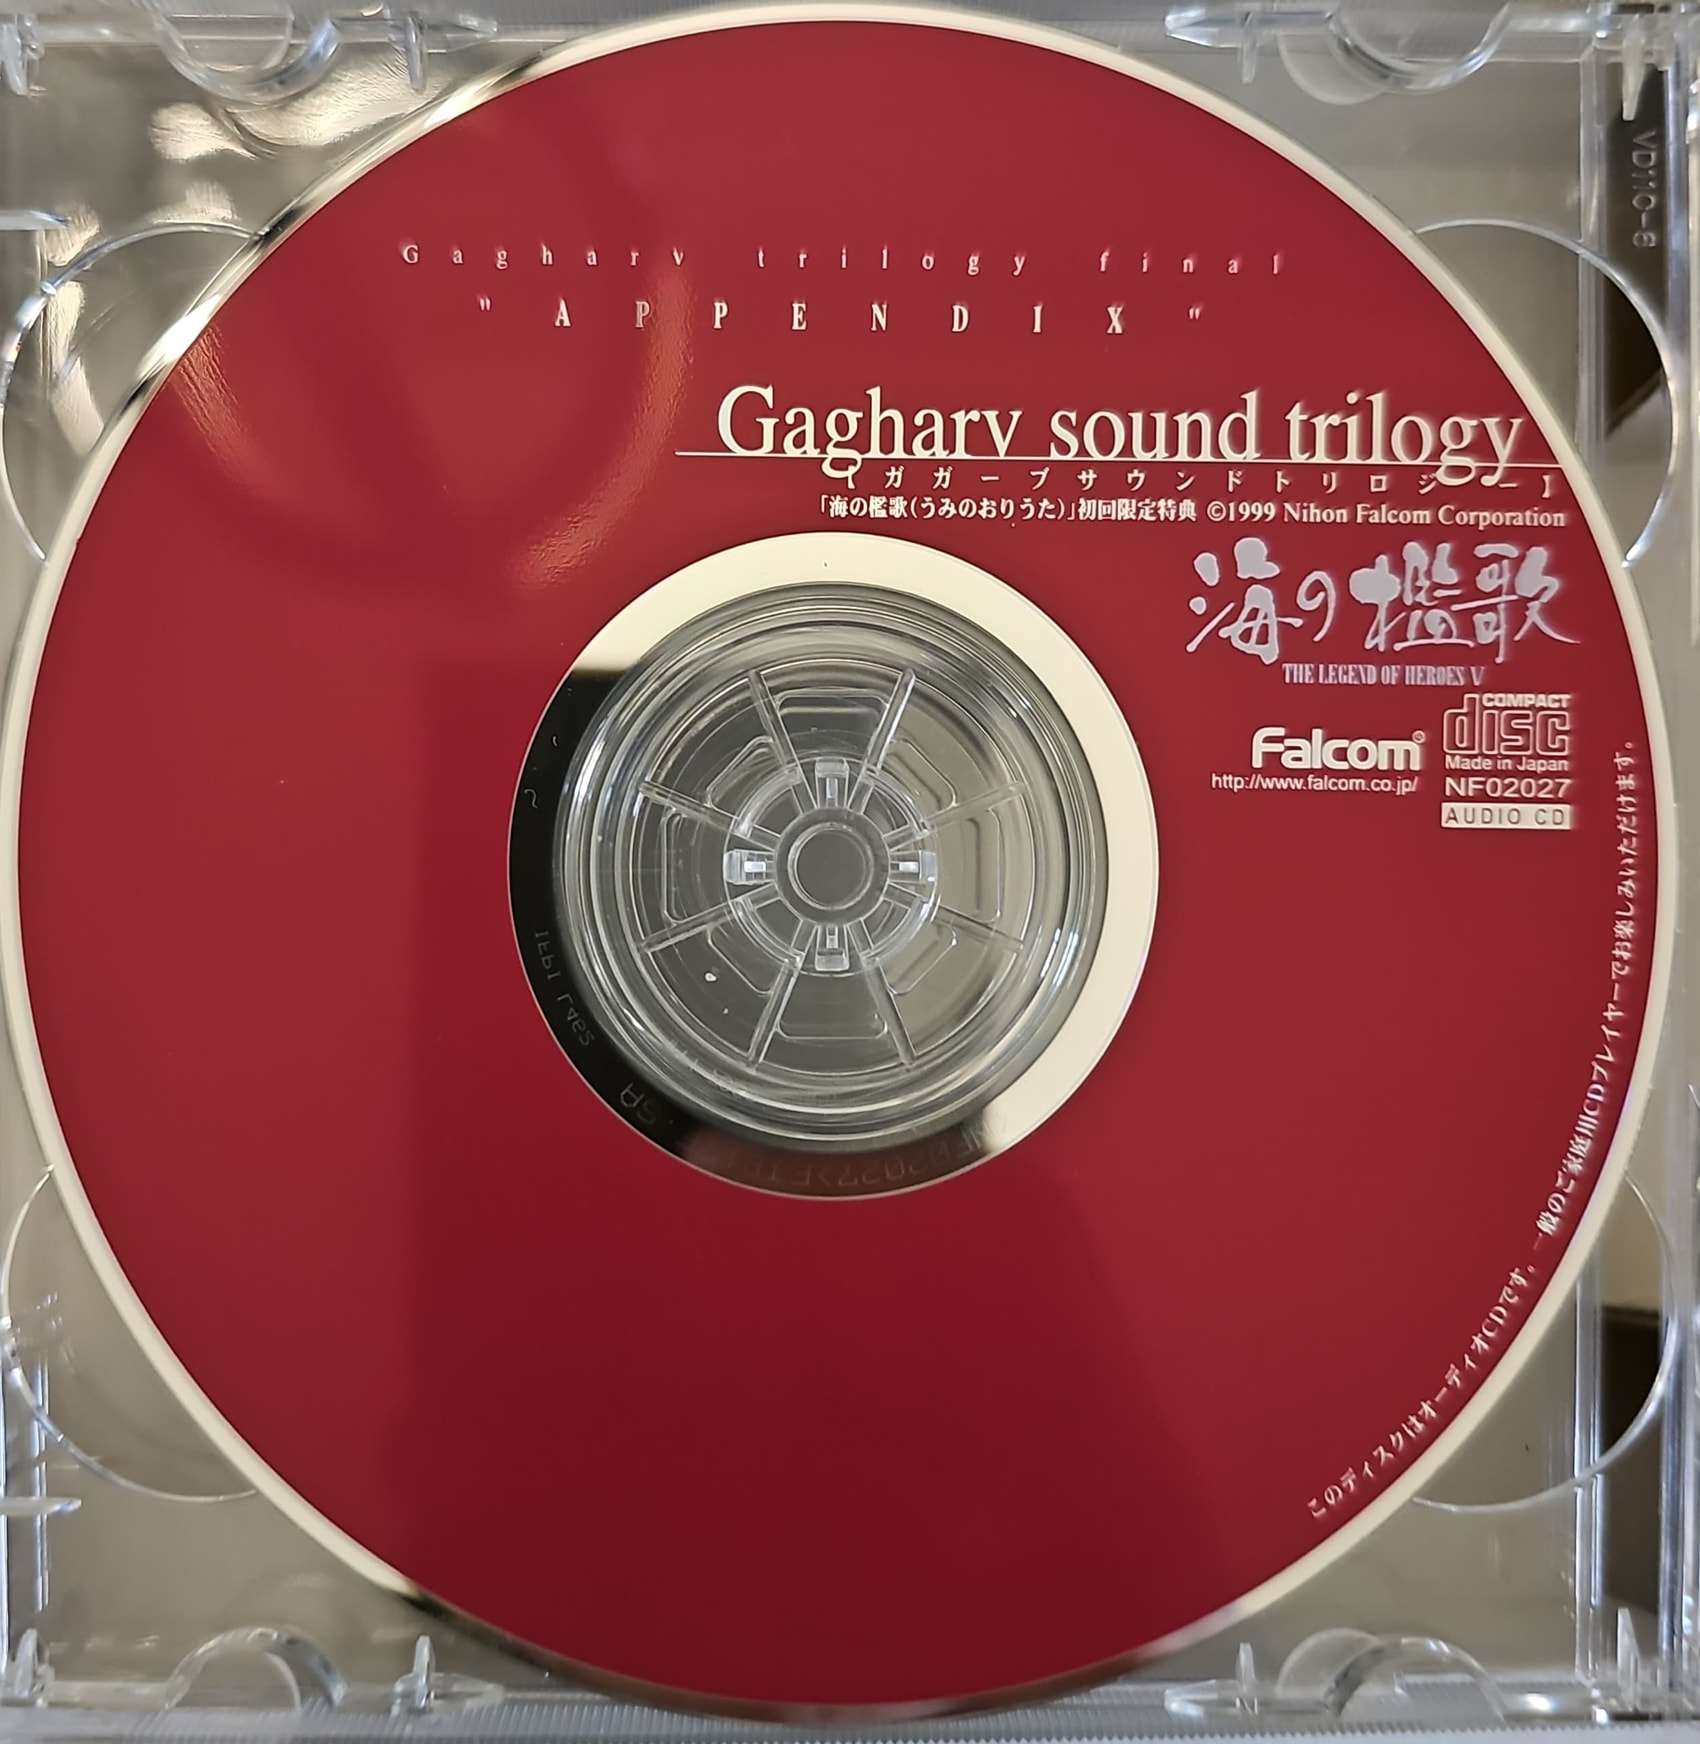 Gagharv trilogy final
"APPENDIX"
Gagharv sound trilogy
【ガガーブサウンドトリロジー】
「海の檻歌(うみのおりうた)」初回限定特典 ©1999 Nihon Falcom Corporation
海の檻歌
THE LEGEND OF HEROES V
Falcom
http://www.falcom.co.jp/
COMPACT
disc
Made in Japan
NF02027
AUDIO CD
このディスクはオーディオCDです。一般のご家庭用CDプレイヤーでお楽しみいただけます。
VD110-6
IFPI L492